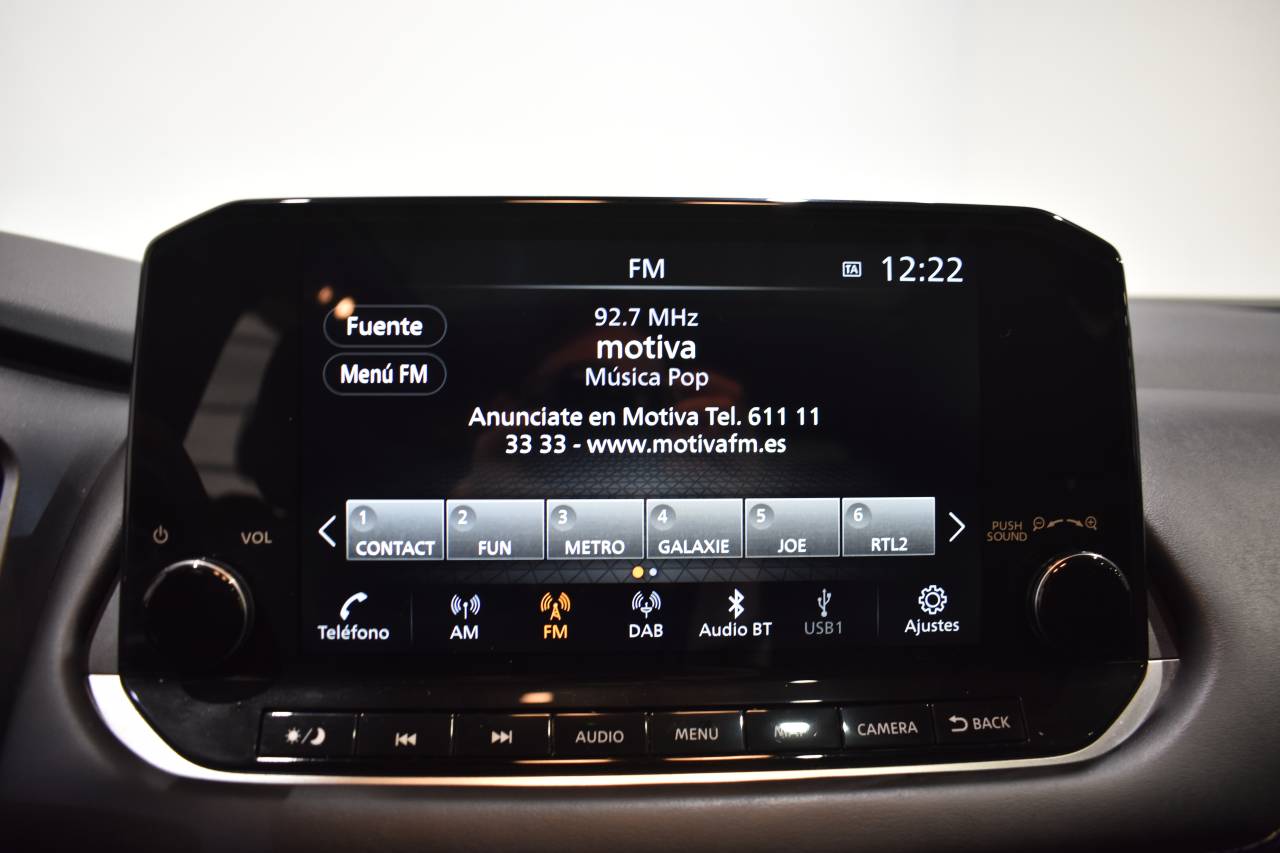 FM
TA
12:22
Fuente
92.7 MHz
motiva
Menú FM
Música Pop
Anunciate en Motiva Tel. 611 11
33 33 - www.motivafm.es
VOL
PUSH
SOUND
1 CONTACT
2 FUN
3 METRO
4 GALAXIE
5 JOE
6 RTL2
Teléfono
AM
FM
DAB
Audio BT
USB1
Ajustes
AUDIO
MENU
CAMERA
BACK